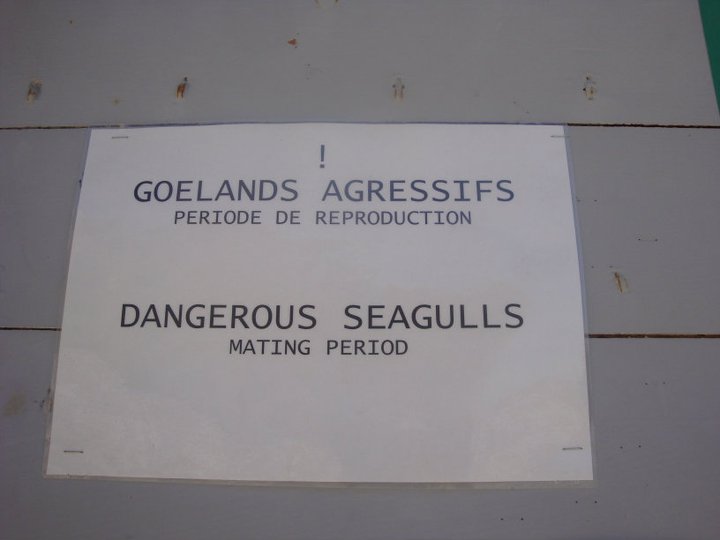 !
GOELANDS AGRESSIFS
PERIODE DE REPRODUCTION
DANGEROUS SEAGULLS
MATING PERIOD